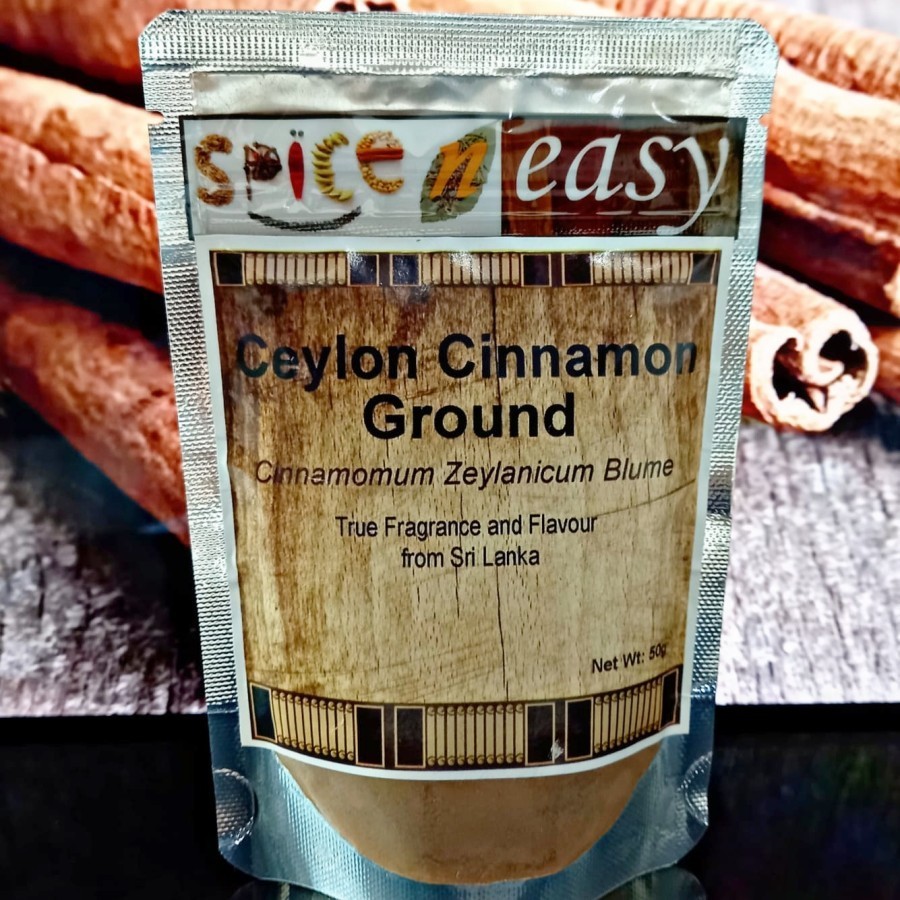 spice n easy
Ceylon Cinnamon
Ground
Cinnamomum Zeylanicum Blume
True Fragrance and Flavour
from Sri Lanka
Net Wt: 50g